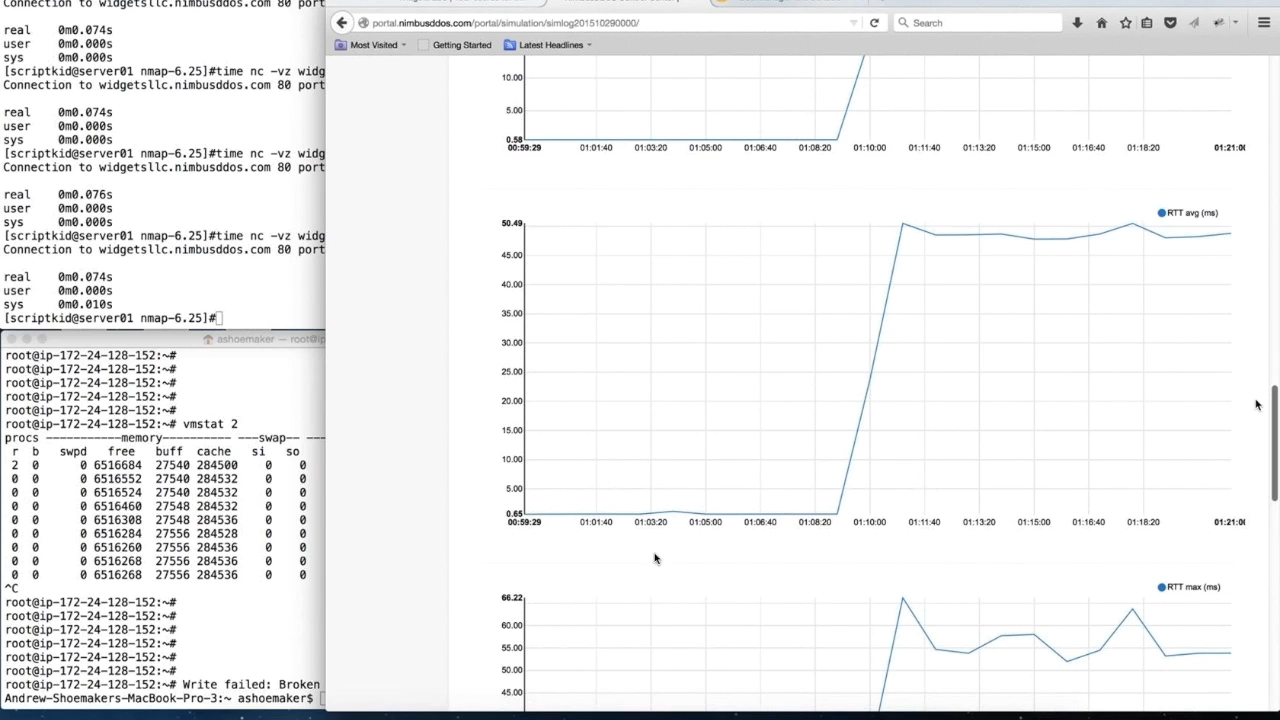 Connection to widgetsllc.nimbusddos.com 80 port
real 0m0.074s
user 0m0.000s
sys 0m0.000s
[scriptkid@server01 nmap-6.25]#time nc -vz widg
Connection to widgetsllc.nimbusddos.com 80 port
real 0m0.074s
user 0m0.000s
sys 0m0.000s
[scriptkid@server01 nmap-6.25]#time nc -vz widg
Connection to widgetsllc.nimbusddos.com 80 port
real 0m0.076s
user 0m0.000s
sys 0m0.000s
[scriptkid@server01 nmap-6.25]#time nc -vz widg
Connection to widgetsllc.nimbusddos.com 80 port
real 0m0.074s
user 0m0.000s
sys 0m0.010s
[scriptkid@server01 nmap-6.25]#
ashoemaker — root@ip
root@ip-172-24-128-152:~#
root@ip-172-24-128-152:~#
root@ip-172-24-128-152:~#
root@ip-172-24-128-152:~#
root@ip-172-24-128-152:~#
root@ip-172-24-128-152:~# vmstat 2
procs -----------memory---------- ---swap-- ---
r b swpd free buff cache si so
2 0 0 6516684 27540 284500 0 0
0 0 0 6516552 27540 284532 0 0
0 0 0 6516524 27540 284532 0 0
0 0 0 6516460 27548 284532 0 0
0 0 0 6516308 27548 284536 0 0
0 0 0 6516284 27556 284528 0 0
0 0 0 6516260 27556 284536 0 0
0 0 0 6516268 27556 284536 0 0
0 0 0 6516268 27556 284536 0 0
^C
root@ip-172-24-128-152:~#
root@ip-172-24-128-152:~#
root@ip-172-24-128-152:~#
root@ip-172-24-128-152:~#
root@ip-172-24-128-152:~#
root@ip-172-24-128-152:~#
root@ip-172-24-128-152:~# Write failed: Broken
Andrew-Shoemakers-MacBook-Pro-3:~ ashoemaker$
portal.nimbusddos.com/portal/simulation/simlog201510290000/
Search
Most Visited Getting Started Latest Headlines
10.00
5.00
0.58
00:59:29 01:01:40 01:03:20 01:05:00 01:06:40 01:08:20 01:10:00 01:11:40 01:13:20 01:15:00 01:16:40 01:18:20 01:21:0
RTT avg (ms)
50.49
45.00
40.00
35.00
30.00
25.00
20.00
15.00
10.00
5.00
0.65
00:59:29 01:01:40 01:03:20 01:05:00 01:06:40 01:08:20 01:10:00 01:11:40 01:13:20 01:15:00 01:16:40 01:18:20 01:21:0
RTT max (ms)
66.22
60.00
55.00
50.00
45.00